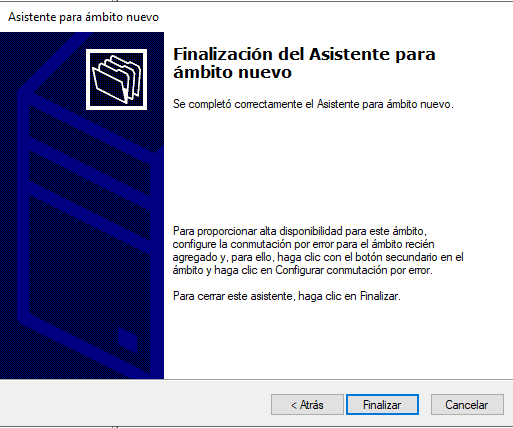 Asistente para ámbito nuevo
Finalización del Asistente para
ámbito nuevo
Se completó correctamente el Asistente para ámbito nuevo.
Para proporcionar alta disponibilidad para este ámbito,
configure la conmutación por error para el ámbito recién
agregado y, para ello, haga clic con el botón secundario en el
ámbito y haga clic en Configurar conmutación por error.
Para cerrar este asistente, haga clic en Finalizar.
< Atrás
Finalizar
Cancelar